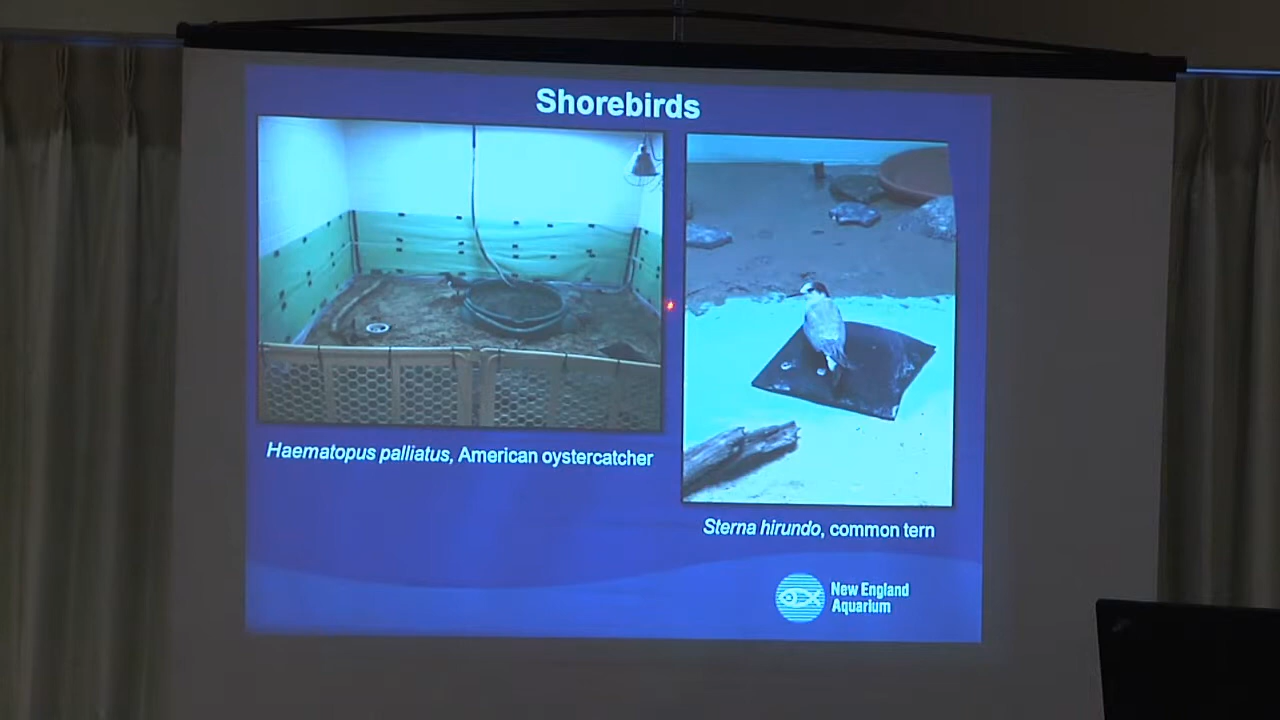 Shorebirds
Haematopus palliatus, American oystercatcher
Sterna hirundo, common tern
New England
Aquarium